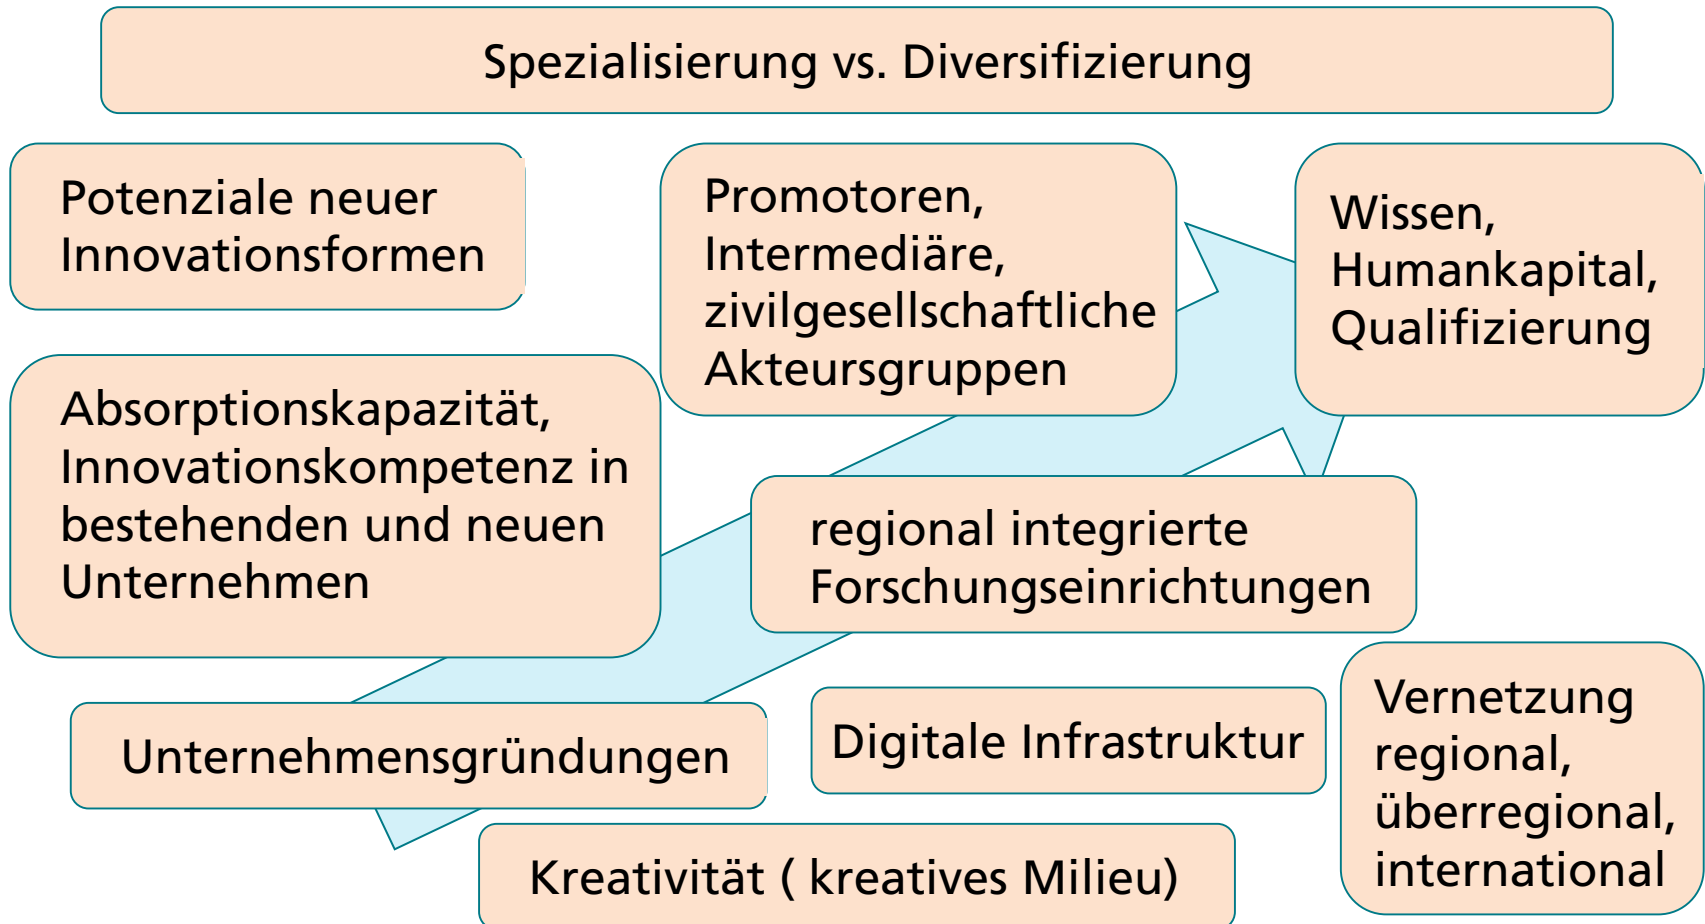 Spezialisierung vs. Diversifizierung
Potenziale neuer
Innovationsformen
Promotoren,
Intermediäre,
zivilgesellschaftliche
Akteursgruppen
Wissen,
Humankapital,
Qualifizierung
Absorptionskapazität,
Innovationskompetenz in
bestehenden und neuen
Unternehmen
regional integrierte
Forschungseinrichtungen
Unternehmensgründungen
Digitale Infrastruktur
Vernetzung
regional,
überregional,
international
Kreativität ( kreatives Milieu)